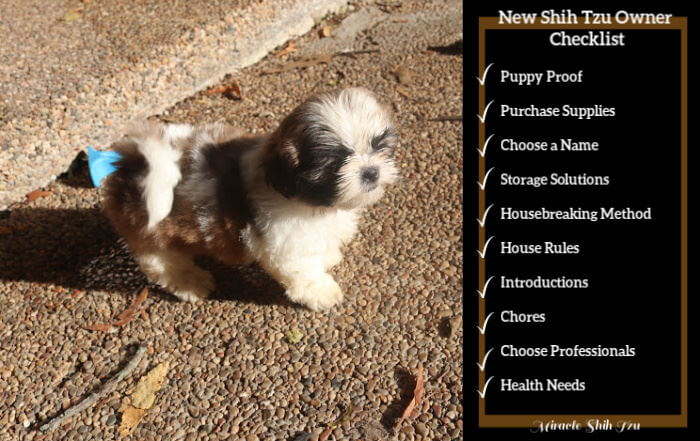 New Shih Tzu Owner
Checklist
Puppy Proof
Purchase Supplies
Choose a Name
Storage Solutions
Housebreaking Method
House Rules
Introductions
Chores
Choose Professionals
Health Needs
Miracle Shih Tzu